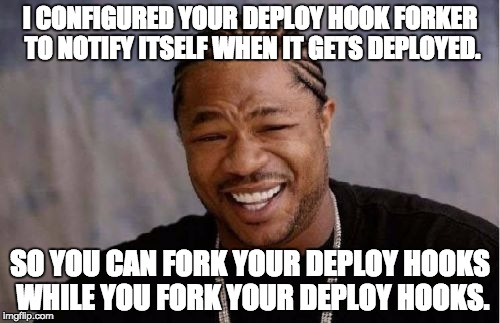 I CONFIGURED YOUR DEPLOY HOOK FORKER
TO NOTIFY ITSELF WHEN IT GETS DEPLOYED.
SO YOU CAN FORK YOUR DEPLOY HOOKS
WHILE YOU FORK YOUR DEPLOY HOOKS.
imgflip.com